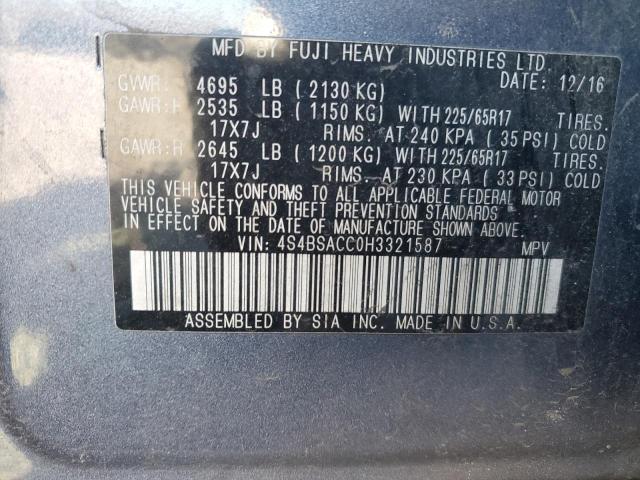 MFD BY FUJI HEAVY INDUSTRIES LTD.
DATE: 12/16
GVWR: 4695 LB (2130 KG)
GAWR:F 2535 LB (1150 KG) WITH 225/65R17 TIRES.
17X7J RIMS. AT 240 KPA (35 PSI) COLD
GAWR:R 2645 LB (1200 KG) WITH 225/65R17 TIRES.
17X7J RIMS. AT 230 KPA (33 PSI) COLD
THIS VEHICLE CONFORMS TO ALL APPLICABLE FEDERAL MOTOR
VEHICLE SAFETY AND THEFT PREVENTION STANDARDS
IN EFFECT ON THE DATE OF MANUFACTURE SHOWN ABOVE.
VIN: 4S4BSACC0H3321587 MPV
ASSEMBLED BY SIA INC. MADE IN U.S.A.